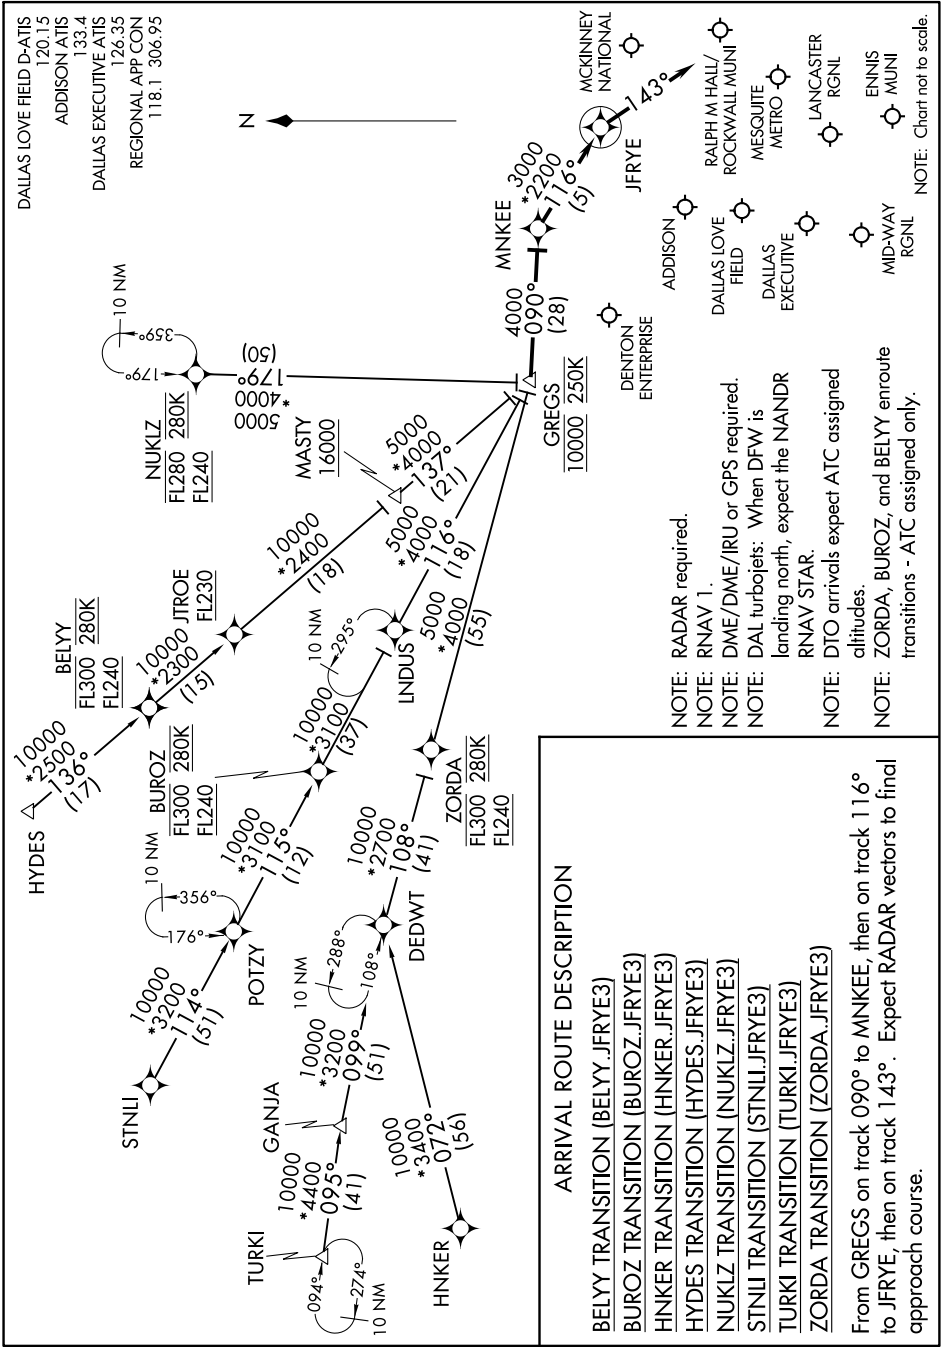 DALLAS LOVE FIELD D-ATIS
120.15
ADDISON ATIS
133.4
DALLAS EXECUTIVE ATIS
126.35
REGIONAL APP CON
118.1 306.95
N
HYDES
10000
*2500
136°
(17)
BELYY
FL300 280K
FL240
10000
*2300
(15)
JTROE
FL230
10000
*2400
(18)
MASTY
16000
5000
*4000
137°
(21)
NUKLZ
FL280 280K
FL240
10 NM
179°
359°
5000
*4000
179°
(50)
STNLI
10000
*3200
114°
(51)
POTZY
10 NM
176°
356°
10000
*3100
115°
(12)
BUROZ
FL300 280K
FL240
10000
*3100
(37)
LNDUS
10 NM
295°
5000
*4000
116°
(18)
TURKI
094°
274°
10 NM
10000
*4400
095°
(41)
GANJA
10000
*3200
099°
(51)
10 NM
288°
108°
DEDWT
HNKER
10000
*3400
072°
(56)
10000
*2700
108°
(41)
ZORDA
FL300 280K
FL240
5000
*4000
(55)
GREGS
10000 250K
4000
090°
(28)
MNKEE
3000
*2200
116°
(5)
JFRYE
143°
MCKINNEY
NATIONAL
RALPH M HALL/
ROCKWALL MUNI
MESQUITE
METRO
LANCASTER
RGNL
ENNIS
MUNI
ADDISON
DALLAS LOVE
FIELD
DALLAS
EXECUTIVE
MID-WAY
RGNL
DENTON
ENTERPRISE
NOTE: Chart not to scale.
NOTE: RADAR required.
NOTE: RNAV 1.
NOTE: DME/DME/IRU or GPS required.
NOTE: DAL turbojets: When DFW is
landing north, expect the NANDR
RNAV STAR.
NOTE: DTO arrivals expect ATC assigned
altitudes.
NOTE: ZORDA, BUROZ, and BELYY enroute
transitions - ATC assigned only.
ARRIVAL ROUTE DESCRIPTION
BELYY TRANSITION (BELYY.JFRYE3)
BUROZ TRANSITION (BUROZ.JFRYE3)
HNKER TRANSITION (HNKER.JFRYE3)
HYDES TRANSITION (HYDES.JFRYE3)
NUKLZ TRANSITION (NUKLZ.JFRYE3)
STNLI TRANSITION (STNLI.JFRYE3)
TURKI TRANSITION (TURKI.JFRYE3)
ZORDA TRANSITION (ZORDA.JFRYE3)
From GREGS on track 090° to MNKEE, then on track 116°
to JFRYE, then on track 143°. Expect RADAR vectors to final
approach course.